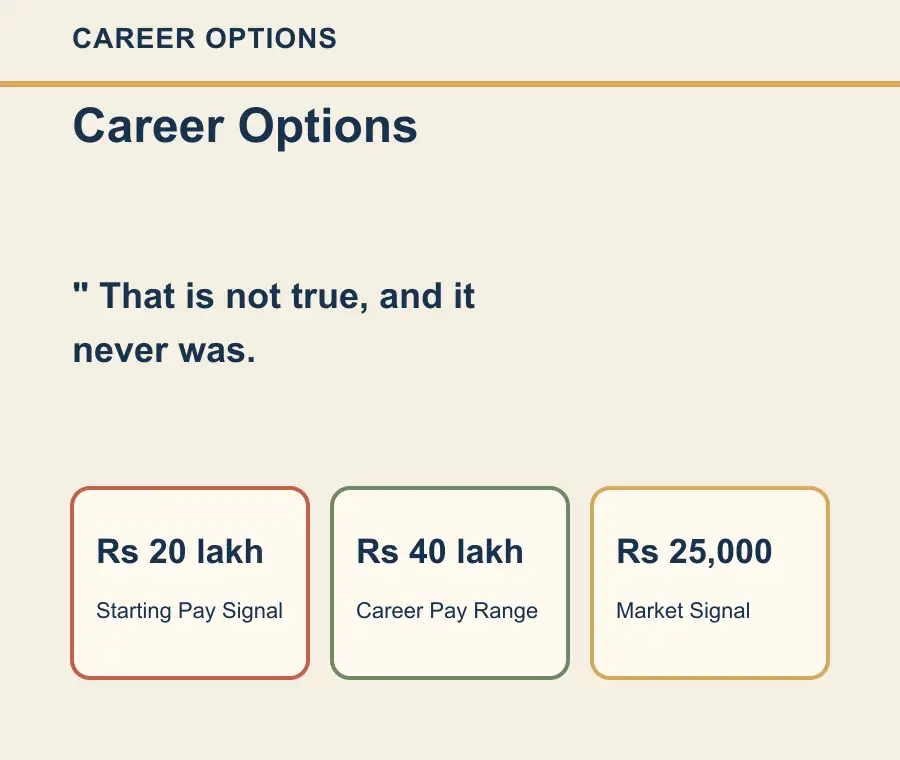 CAREER OPTIONS
Career Options
" That is not true, and it
never was.
Rs 20 lakh
Starting Pay Signal
Rs 40 lakh
Career Pay Range
Rs 25,000
Market Signal